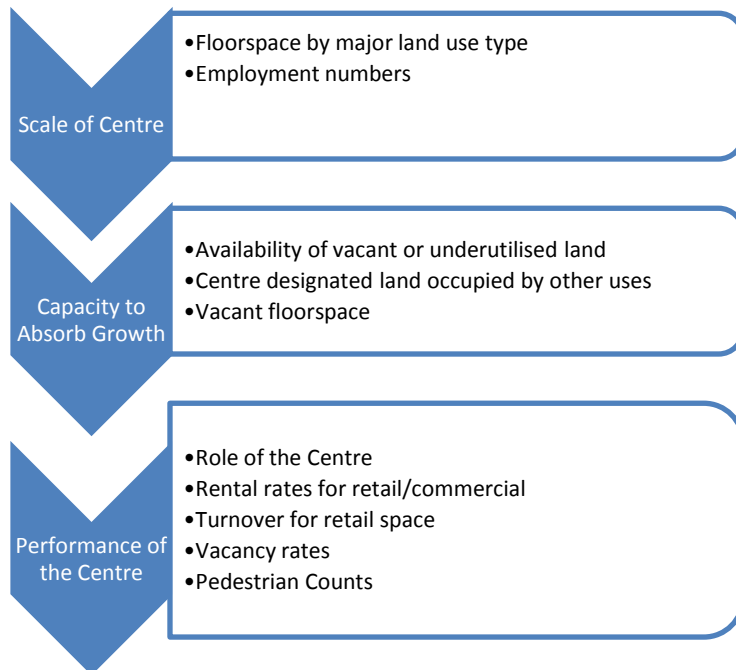 Scale of Centre
•Floorspace by major land use type
•Employment numbers
Capacity to
Absorb Growth
•Availability of vacant or underutilised land
•Centre designated land occupied by other uses
•Vacant floorspace
Performance of
the Centre
•Role of the Centre
•Rental rates for retail/commercial
•Turnover for retail space
•Vacancy rates
•Pedestrian Counts